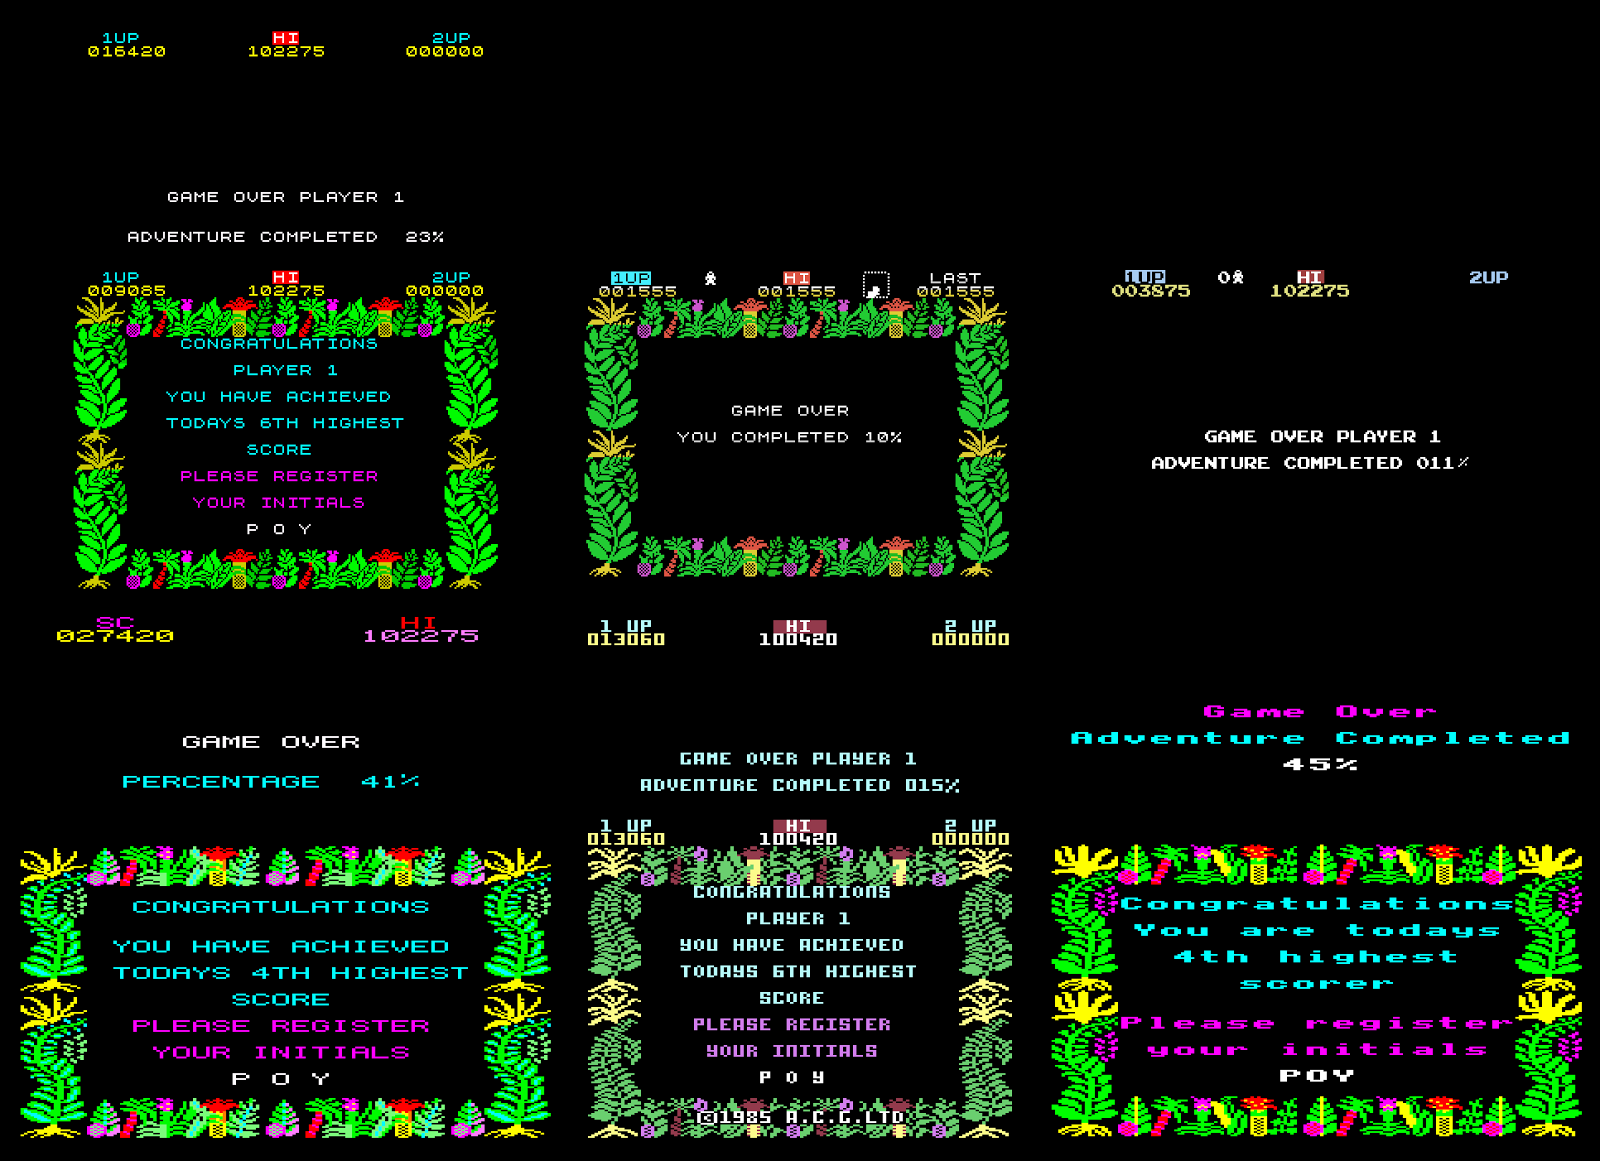 1UP HI 2UP
016420 102275 000000
GAME OVER PLAYER 1
ADVENTURE COMPLETED 23%
1UP HI 2UP
009085 102275 000000
CONGRATULATIONS
PLAYER 1
YOU HAVE ACHIEVED
TODAYS 6TH HIGHEST
SCORE
PLEASE REGISTER
YOUR INITIALS
P O Y
1UP HI LAST
001555 001555 001555
GAME OVER
YOU COMPLETED 10%
1UP 0 HI 2UP
003875 102275
GAME OVER PLAYER 1
ADVENTURE COMPLETED 011%
SC HI
027420 102275
GAME OVER
PERCENTAGE 41%
CONGRATULATIONS
YOU HAVE ACHIEVED
TODAYS 4TH HIGHEST
SCORE
PLEASE REGISTER
YOUR INITIALS
P O Y
1 UP HI 2 UP
013060 100420 000000
GAME OVER PLAYER 1
ADVENTURE COMPLETED 015%
1 UP HI 2 UP
013060 100420 000000
CONGRATULATIONS
PLAYER 1
YOU HAVE ACHIEVED
TODAYS 6TH HIGHEST
SCORE
PLEASE REGISTER
YOUR INITIALS
P O Y
©1985 A.C.G.LTD
Game Over
Adventure Completed
45%
Congratulations
You are todays
4th highest
scorer
Please register
your initials
POY